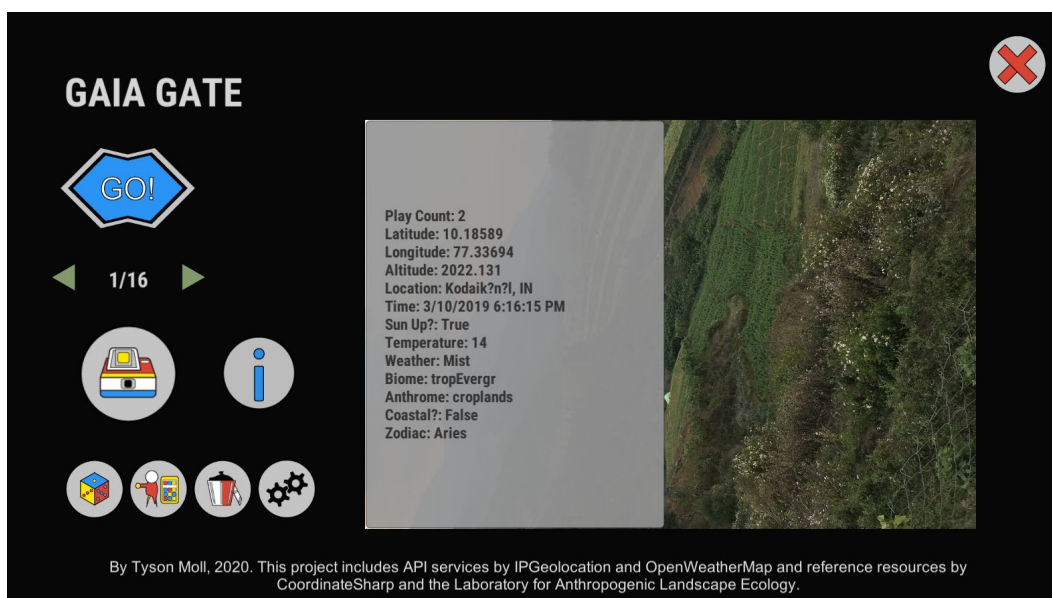 GAIA GATE
GO!
1/16
Play Count: 2
Latitude: 10.18589
Longitude: 77.33694
Altitude: 2022.131
Location: Kodaik?n?l, IN
Time: 3/10/2019 6:16:15 PM
Sun Up?: True
Temperature: 14
Weather: Mist
Biome: tropEvergr
Anthrome: croplands
Coastal?: False
Zodiac: Aries
By Tyson Moll, 2020. This project includes API services by IPGeolocation and OpenWeatherMap and reference resources by
CoordinateSharp and the Laboratory for Anthropogenic Landscape Ecology.